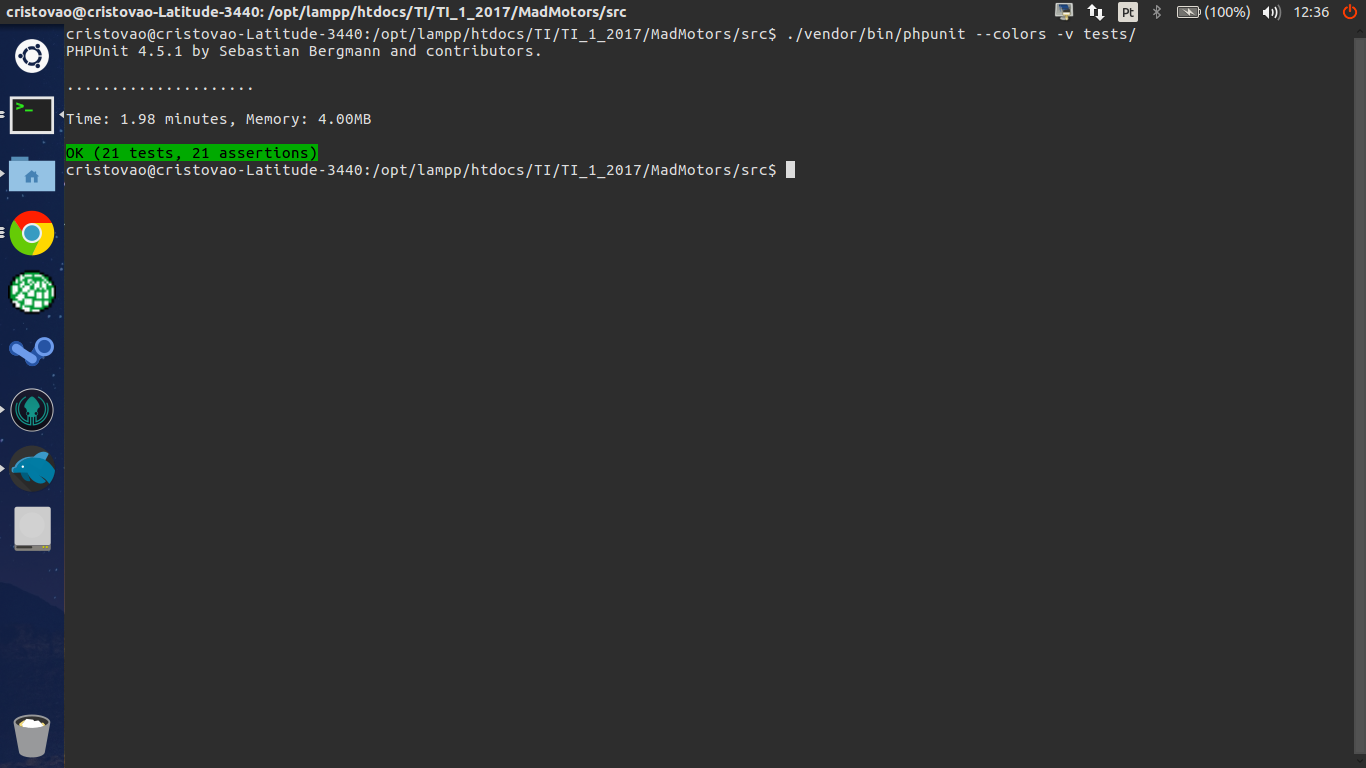 cristovao@cristovao-Latitude-3440: /opt/lampp/htdocs/TI/TI_1_2017/MadMotors/src
Pt
(100%)
12:36
cristovao@cristovao-Latitude-3440:/opt/lampp/htdocs/TI/TI_1_2017/MadMotors/src$ ./vendor/bin/phpunit --colors -v tests/
PHPUnit 4.5.1 by Sebastian Bergmann and contributors.
.....................
Time: 1.98 minutes, Memory: 4.00MB
OK (21 tests, 21 assertions)
cristovao@cristovao-Latitude-3440:/opt/lampp/htdocs/TI/TI_1_2017/MadMotors/src$
>_